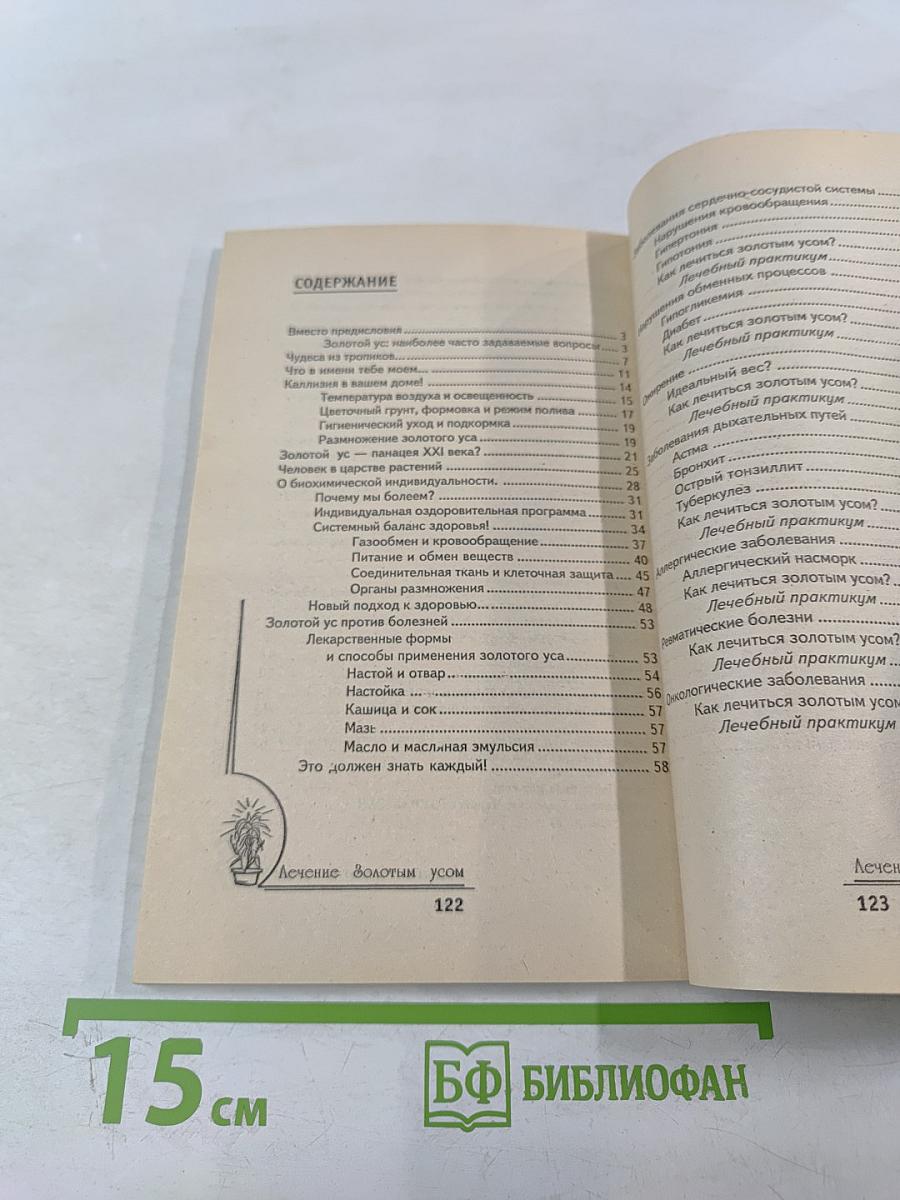 СОДЕРЖАНИЕ
Вместо предисловия ........ 3
Золотой ус: наиболее часто задаваемые вопросы ..... 3
Чудеса из тропиков... ........ 7
Что в имени тебе моем... ........ 11
Каллизия в вашем доме! ........ 14
Температура воздуха и освещенность ........ 15
Цветочный грунт, формовка и режим полива ........ 17
Гигиенический уход и подкормка ........ 19
Размножение золотого уса ........ 19
Золотой ус — панацея XXI века? ........ 21
Человек в царстве растений ........ 25
О биохимической индивидуальности. ........ 28
Почему мы болеем? ........ 31
Индивидуальная оздоровительная программа ........ 31
Системный баланс здоровья! ........ 34
Газообмен и кровообращение ........ 37
Питание и обмен веществ ........ 40
Соединительная ткань и клеточная защита .... 45
Органы размножения ........ 47
Новый подход к здоровью... ........ 48
Золотой ус против болезней ........ 53
Лекарственные формы
и способы применения золотого уса ........ 53
Настой и отвар ........ 54
Настойка ........ 56
Кашица и сок ........ 57
Мазь ........ 57
Масло и масляная эмульсия ........ 57
Это должен знать каждый! ........ 58
Лечение Золотым усом
122
Заболевания сердечно-сосудистой системы ....
Нарушения кровообращения ........
Гипертония ........
Гипотония ........
Как лечиться золотым усом? ........
Лечебный практикум ........
Нарушения обменных процессов ........
Гипогликемия ........
Диабет ........
Как лечиться золотым усом? ........
Лечебный практикум ........
Ожирение ........
Идеальный вес? ........
Как лечиться золотым усом? ........
Лечебный практикум ........
Заболевания дыхательных путей ........
Астма ........
Бронхит ........
Острый тонзиллит ........
Туберкулёз ........
Как лечиться золотым усом? ........
Лечебный практикум ........
Аллергические заболевания ........
Аллергический насморк ........
Как лечиться золотым усом? ........
Лечебный практикум ........
Ревматические болезни ........
Как лечиться золотым усом?
Лечебный практикум ....
Онкологические заболевания ........
Как лечиться золотым усом
Лечебный практикум
Лечен
123
15 см
БФ БИБЛИОФАН